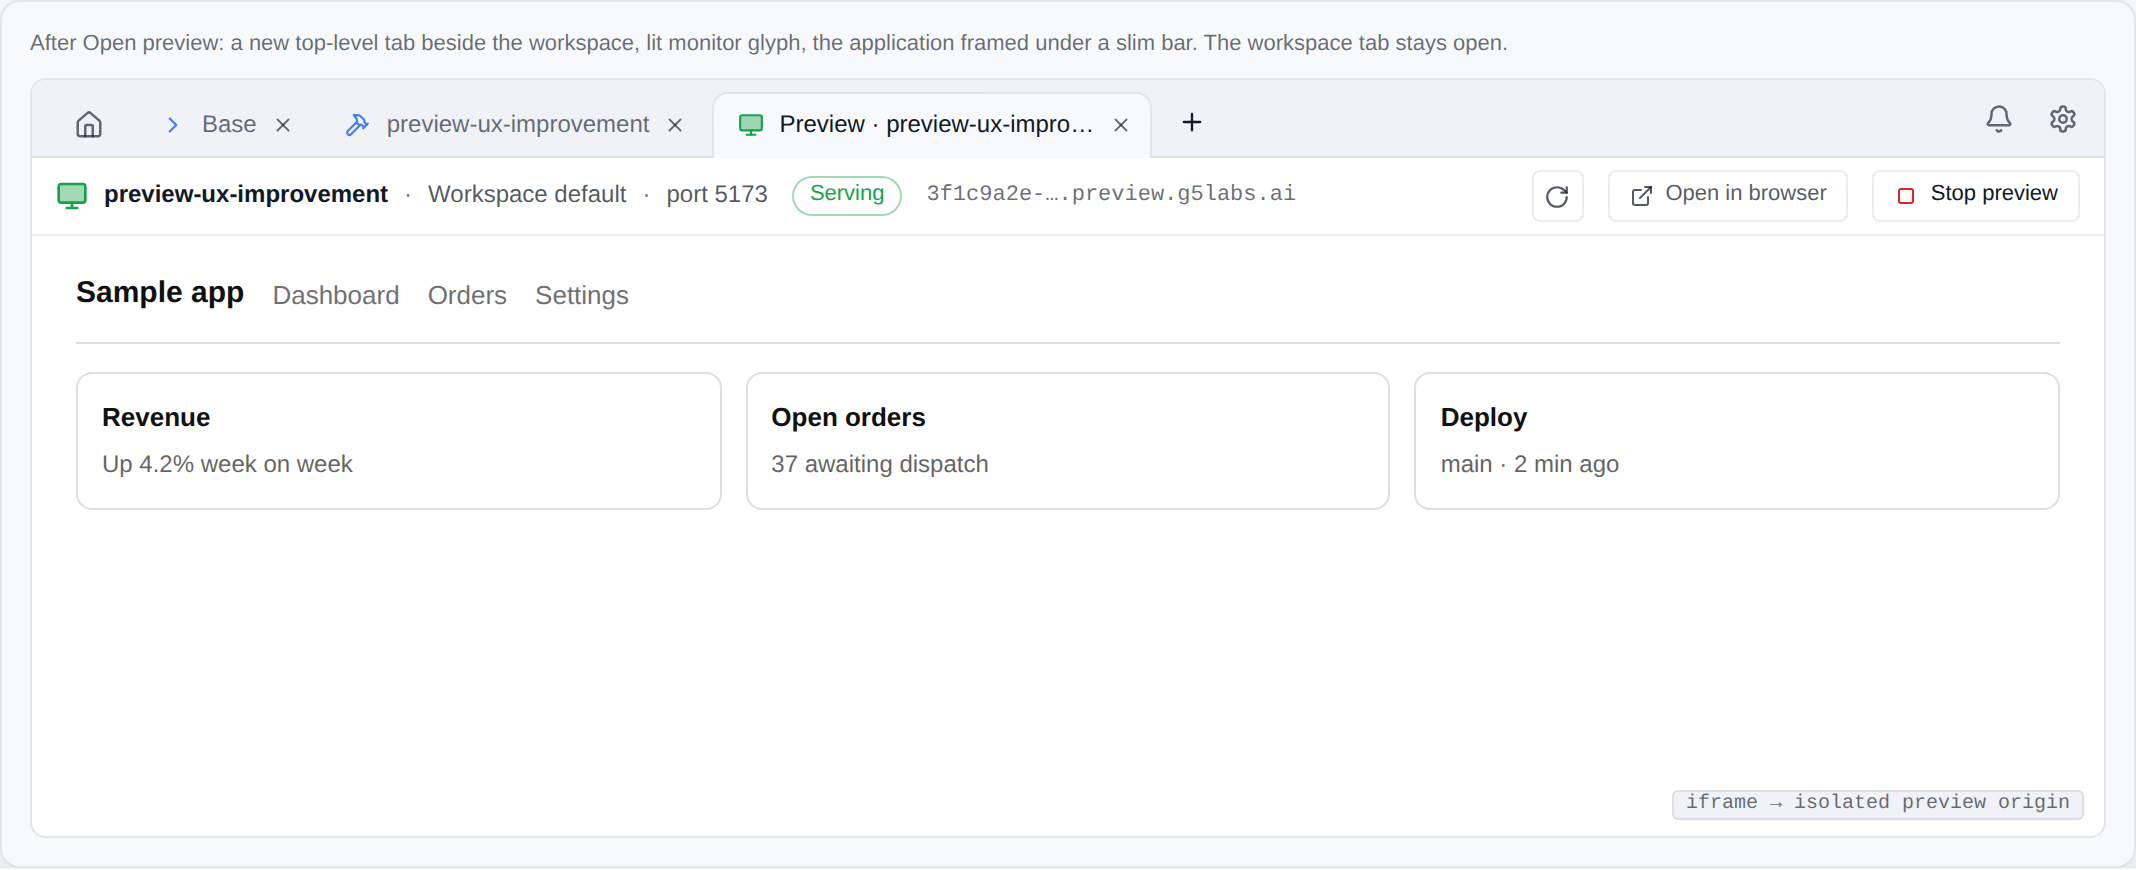 After Open preview: a new top-level tab beside the workspace, lit monitor glyph, the application framed under a slim bar. The workspace tab stays open.
Base
preview-ux-improvement
Preview · preview-ux-impro…
preview-ux-improvement · Workspace default · port 5173 Serving 3f1c9a2e-….preview.g5labs.ai
Open in browser
Stop preview
Sample app Dashboard Orders Settings
Revenue
Up 4.2% week on week
Open orders
37 awaiting dispatch
Deploy
main · 2 min ago
iframe → isolated preview origin